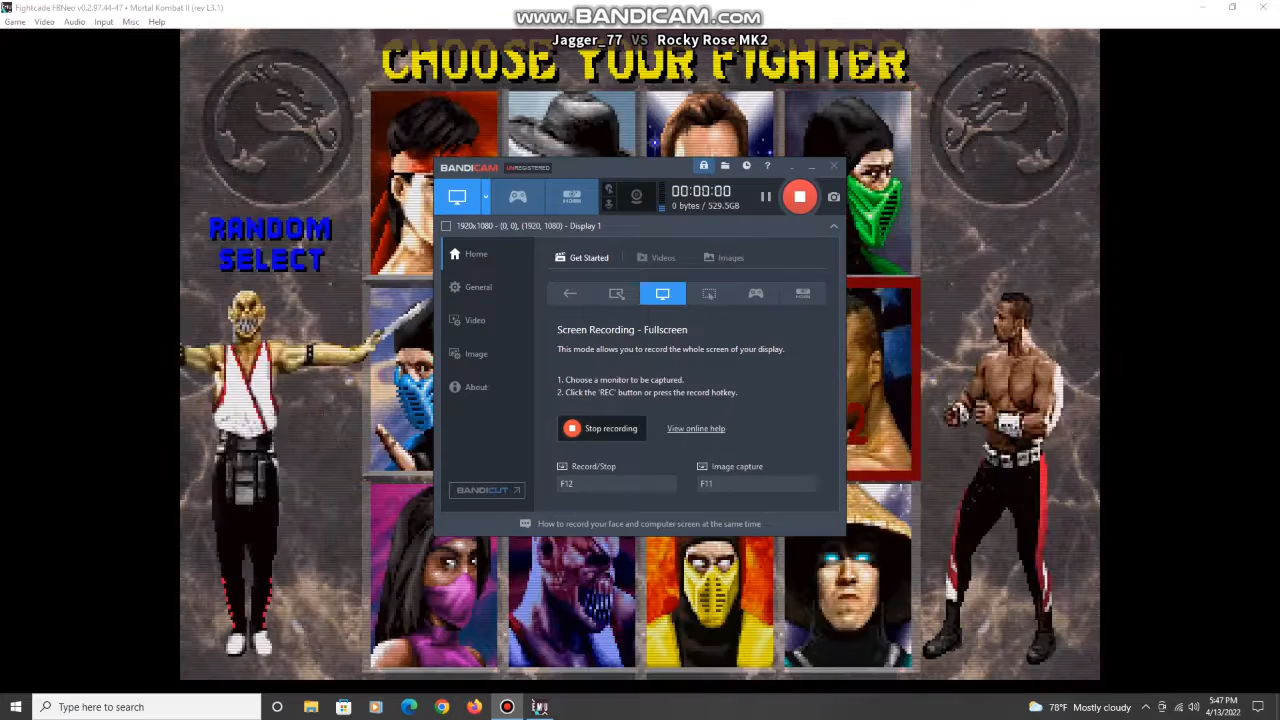 Fightcade FBNeo v0.2.97.44-47 • Mortal Kombat II (rev L3.1)
www.BANDICAM.com
Game Video Audio Input Misc Help
Jagger_77 VS Rocky Rose MK2
CHOOSE YOUR FIGHTER
BANDICAM UNREGISTERED
00:00:00
0 bytes / 529.5GB
HDMI
1920x1080 - (0, 0), (1920, 1080) - Display 1
RANDOM
SELECT
Home
General
Video
Image
About
Get Started Videos Images
Screen Recording - Fullscreen
This mode allows you to record the whole screen of your display.
1. Choose a monitor to be captured.
2. Click the 'REC' button or press the record hotkey.
Stop recording View online help
Record/Stop Image capture
F12 F11
BANDICUT
How to record your face and computer screen at the same time
Type here to search
EMU
78°F Mostly cloudy
5:47 PM
4/13/2022